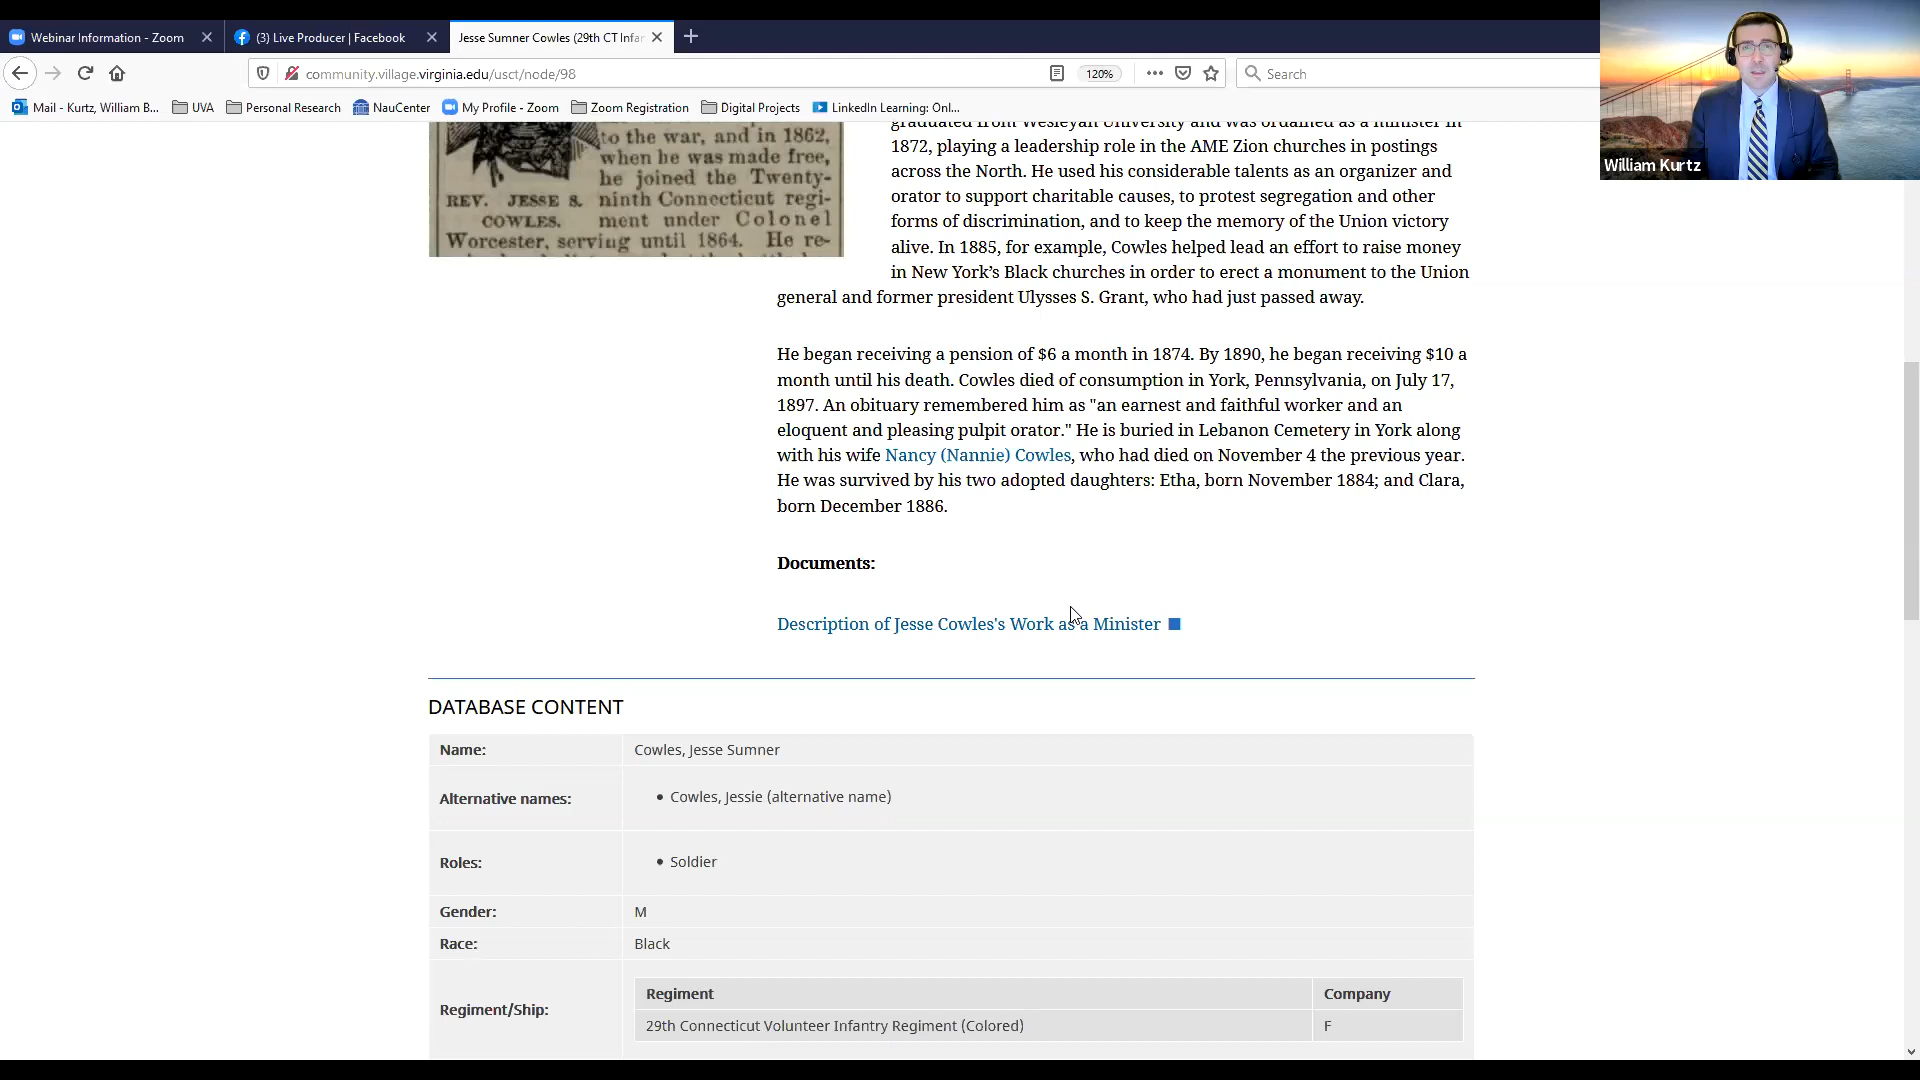 Webinar Information - Zoom
(3) Live Producer | Facebook
Jesse Sumner Cowles (29th CT Infar
community.village.virginia.edu/usct/node/98
120%
Search
Mail - Kurtz, William B...
UVA
Personal Research
NauCenter
My Profile - Zoom
Zoom Registration
Digital Projects
LinkedIn Learning: Onl...
William Kurtz
to the war, and in 1862,
when he was made free,
he joined the Twenty-
REV. JESSE S. ninth Connecticut regi-
COWLES. ment under Colonel
Worcester, serving until 1864. He re-
graduated from Wesleyan University and was ordained as a minister in
1872, playing a leadership role in the AME Zion churches in postings
across the North. He used his considerable talents as an organizer and
orator to support charitable causes, to protest segregation and other
forms of discrimination, and to keep the memory of the Union victory
alive. In 1885, for example, Cowles helped lead an effort to raise money
in New York’s Black churches in order to erect a monument to the Union
general and former president Ulysses S. Grant, who had just passed away.
He began receiving a pension of $6 a month in 1874. By 1890, he began receiving $10 a
month until his death. Cowles died of consumption in York, Pennsylvania, on July 17,
1897. An obituary remembered him as "an earnest and faithful worker and an
eloquent and pleasing pulpit orator." He is buried in Lebanon Cemetery in York along
with his wife Nancy (Nannie) Cowles, who had died on November 4 the previous year.
He was survived by his two adopted daughters: Etha, born November 1884; and Clara,
born December 1886.
Documents:
Description of Jesse Cowles's Work as a Minister
DATABASE CONTENT
Name: Cowles, Jesse Sumner
Alternative names: • Cowles, Jessie (alternative name)
Roles: • Soldier
Gender: M
Race: Black
Regiment Company
Regiment/Ship:
29th Connecticut Volunteer Infantry Regiment (Colored) F